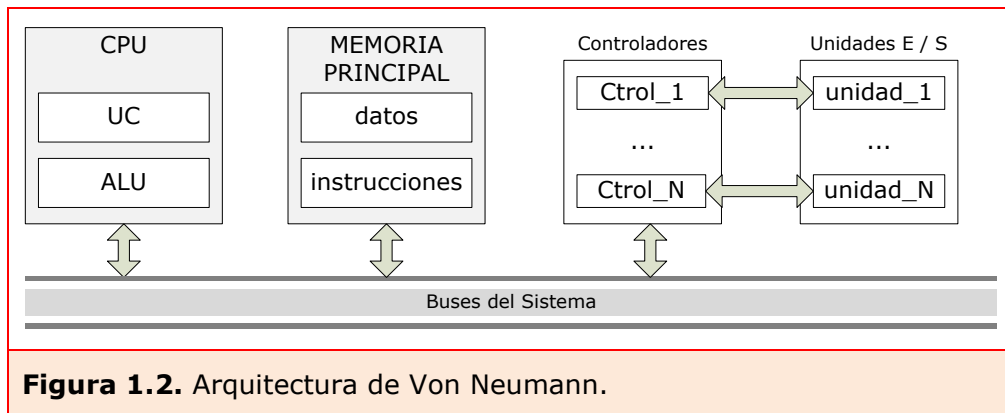 CPU
UC
ALU
MEMORIA
PRINCIPAL
datos
instrucciones
Controladores
Ctrol_1
...
Ctrol_N
Unidades E / S
unidad_1
...
unidad_N
Buses del Sistema
Figura 1.2. Arquitectura de Von Neumann.